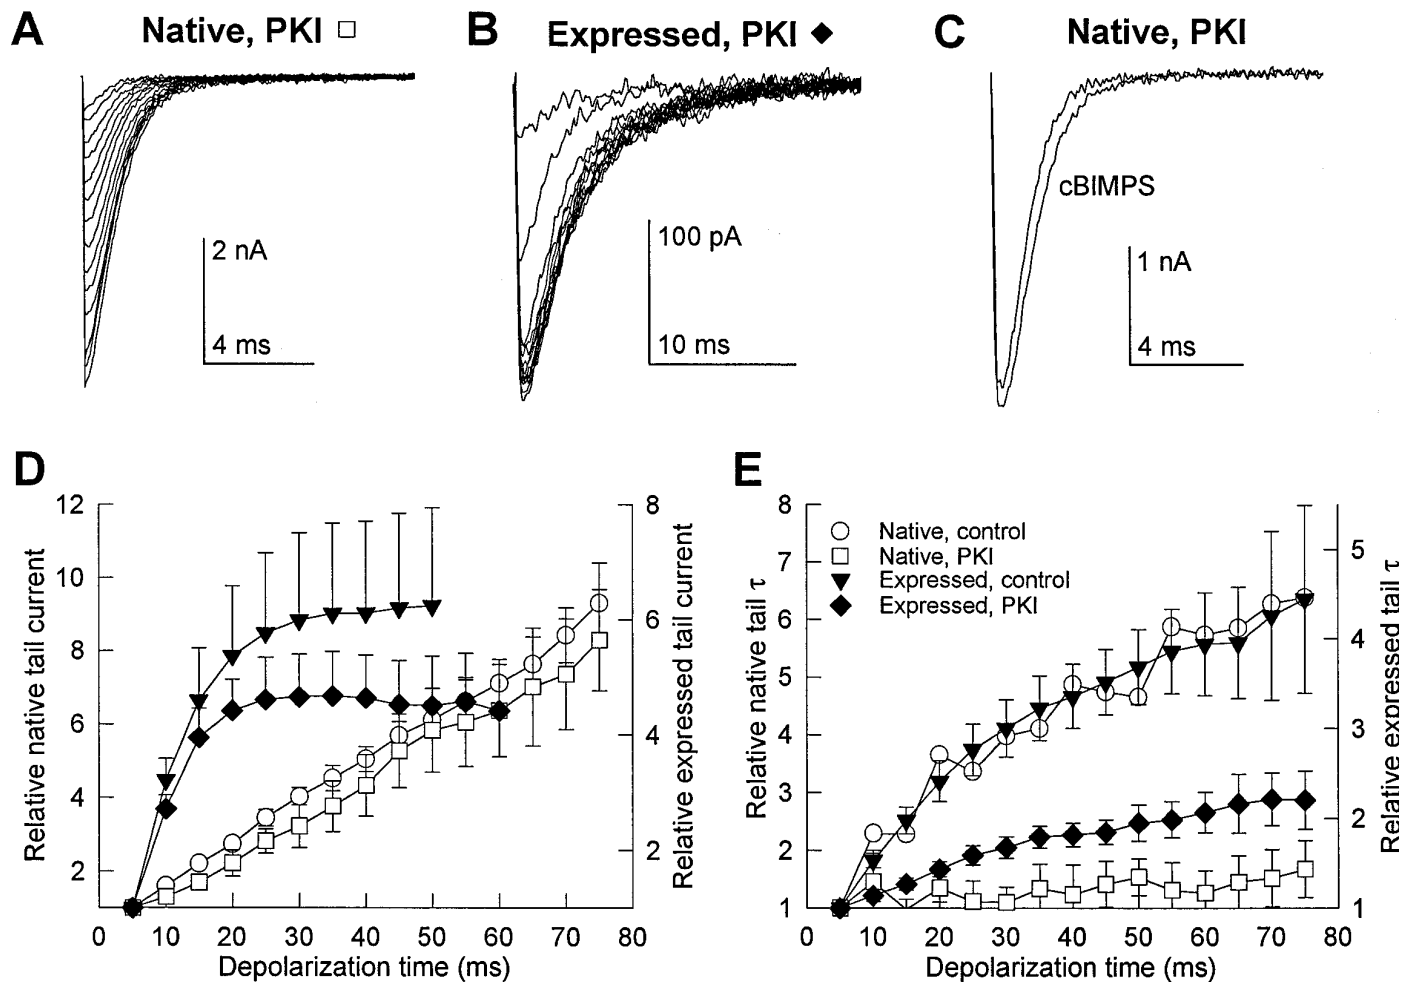 A Native, PKI □
B Expressed, PKI ◆
C Native, PKI
2 nA
4 ms
100 pA
10 ms
cBIMPS
1 nA
4 ms
D
12
10
8
6
4
2
Relative native tail current
8
6
4
2
Relative expressed tail current
0 10 20 30 40 50 60 70 80
Depolarization time (ms)
E
8
7
6
5
4
3
2
1
Relative native tail τ
○ Native, control
□ Native, PKI
▼ Expressed, control
◆ Expressed, PKI
5
4
3
2
1
Relative expressed tail τ
0 10 20 30 40 50 60 70 80
Depolarization time (ms)